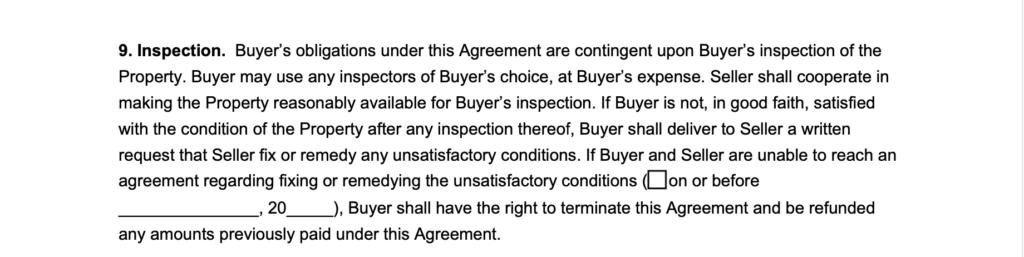 9. Inspection. Buyer's obligations under this Agreement are contingent upon Buyer's inspection of the
Property. Buyer may use any inspectors of Buyer's choice, at Buyer's expense. Seller shall cooperate in
making the Property reasonably available for Buyer's inspection. If Buyer is not, in good faith, satisfied
with the condition of the Property after any inspection thereof, Buyer shall deliver to Seller a written
request that Seller fix or remedy any unsatisfactory conditions. If Buyer and Seller are unable to reach an
agreement regarding fixing or remedying the unsatisfactory conditions (☐on or before
_________________, 20_____), Buyer shall have the right to terminate this Agreement and be refunded
any amounts previously paid under this Agreement.